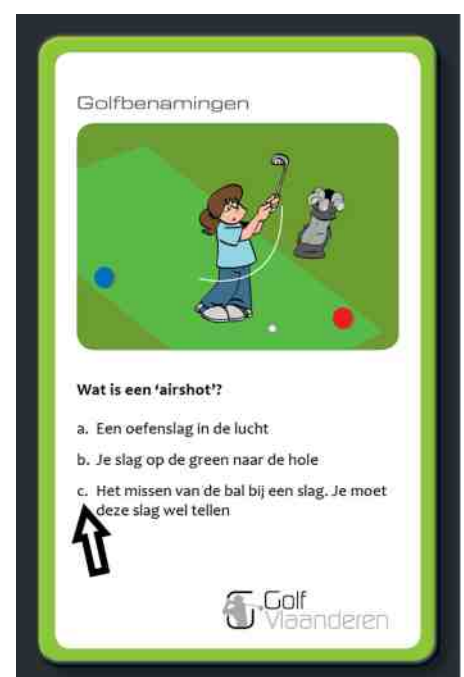 Golfbenamingen
Wat is een ‘airshot’?
a. Een oefenslag in de lucht
b. Je slag op de green naar de hole
c. Het missen van de bal bij een slag. Je moet
deze slag wel tellen
Golf
Vlaanderen